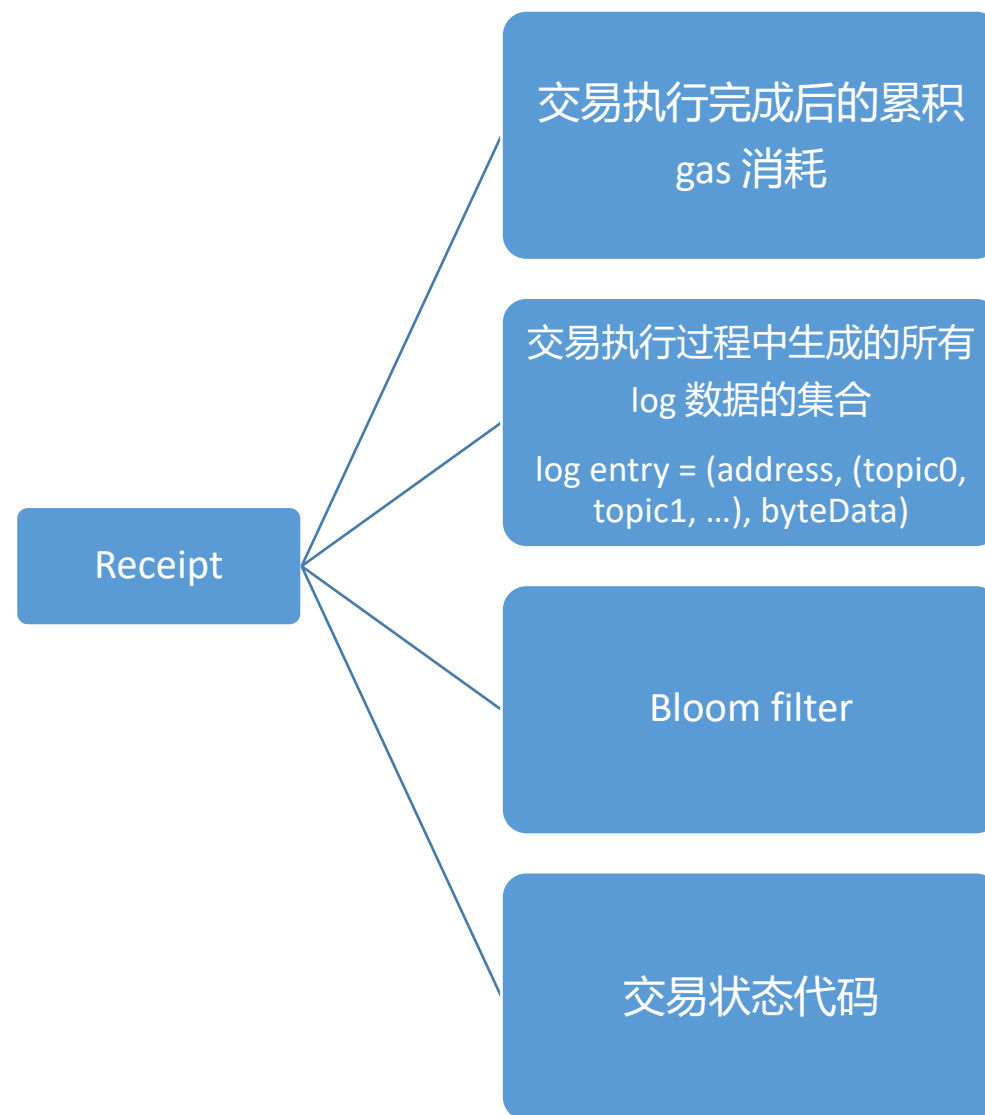 交易执行完成后的累积
gas 消耗
交易执行过程中生成的所有
log 数据的集合
log entry = (address, (topic0,
topic1, …), byteData)
Receipt
Bloom filter
交易状态代码